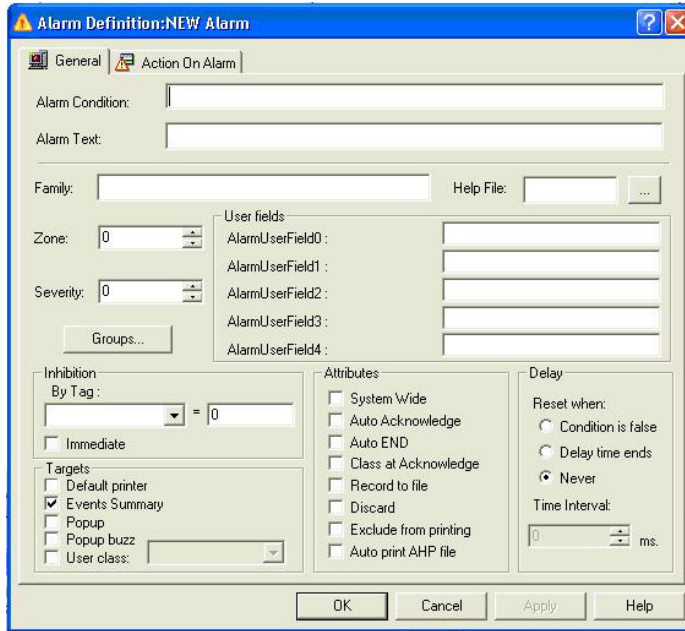 Alarm Definition:NEW Alarm
General Action On Alarm
Alarm Condition:
Alarm Text:
Family: Help File: ...
User fields
Zone: 0 AlarmUserField0 :
AlarmUserField1 :
Severity: 0 AlarmUserField2 :
AlarmUserField3 :
Groups...
AlarmUserField4 :
Inhibition
By Tag :
= 0
Immediate
Targets
Default printer
Events Summary
Popup
Popup buzz
User class:
Attributes
System Wide
Auto Acknowledge
Auto END
Class at Acknowledge
Record to file
Discard
Exclude from printing
Auto print AHP file
Delay
Reset when:
Condition is false
Delay time ends
Never
Time Interval:
0 ms.
OK Cancel Apply Help